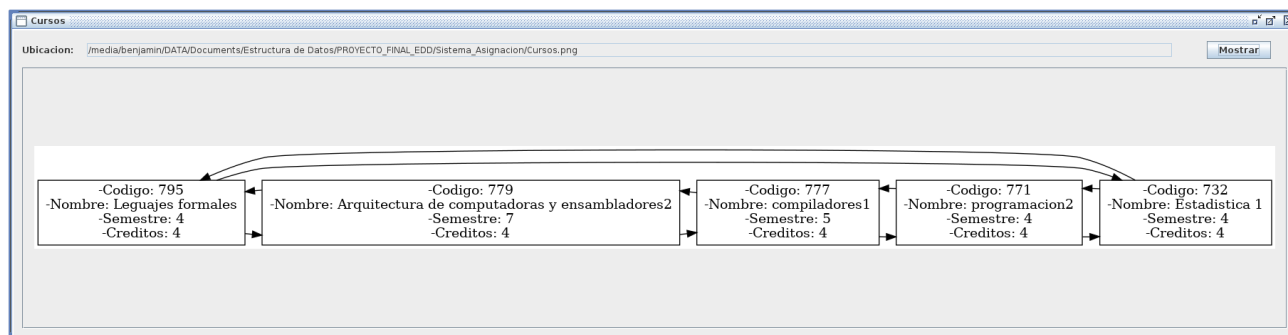 Cursos
Ubicacion: /media/benjamin/DATA/Documents/Estructura de Datos/PROYECTO_FINAL_EDD/Sistema_Asignacion/Cursos.png
Mostrar
-Codigo: 795
-Nombre: Leguajes formales
-Semestre: 4
-Creditos: 4
-Codigo: 779
-Nombre: Arquitectura de computadoras y ensambladores2
-Semestre: 7
-Creditos: 4
-Codigo: 777
-Nombre: compiladores1
-Semestre: 5
-Creditos: 4
-Codigo: 771
-Nombre: programacion2
-Semestre: 4
-Creditos: 4
-Codigo: 732
-Nombre: Estadistica 1
-Semestre: 4
-Creditos: 4